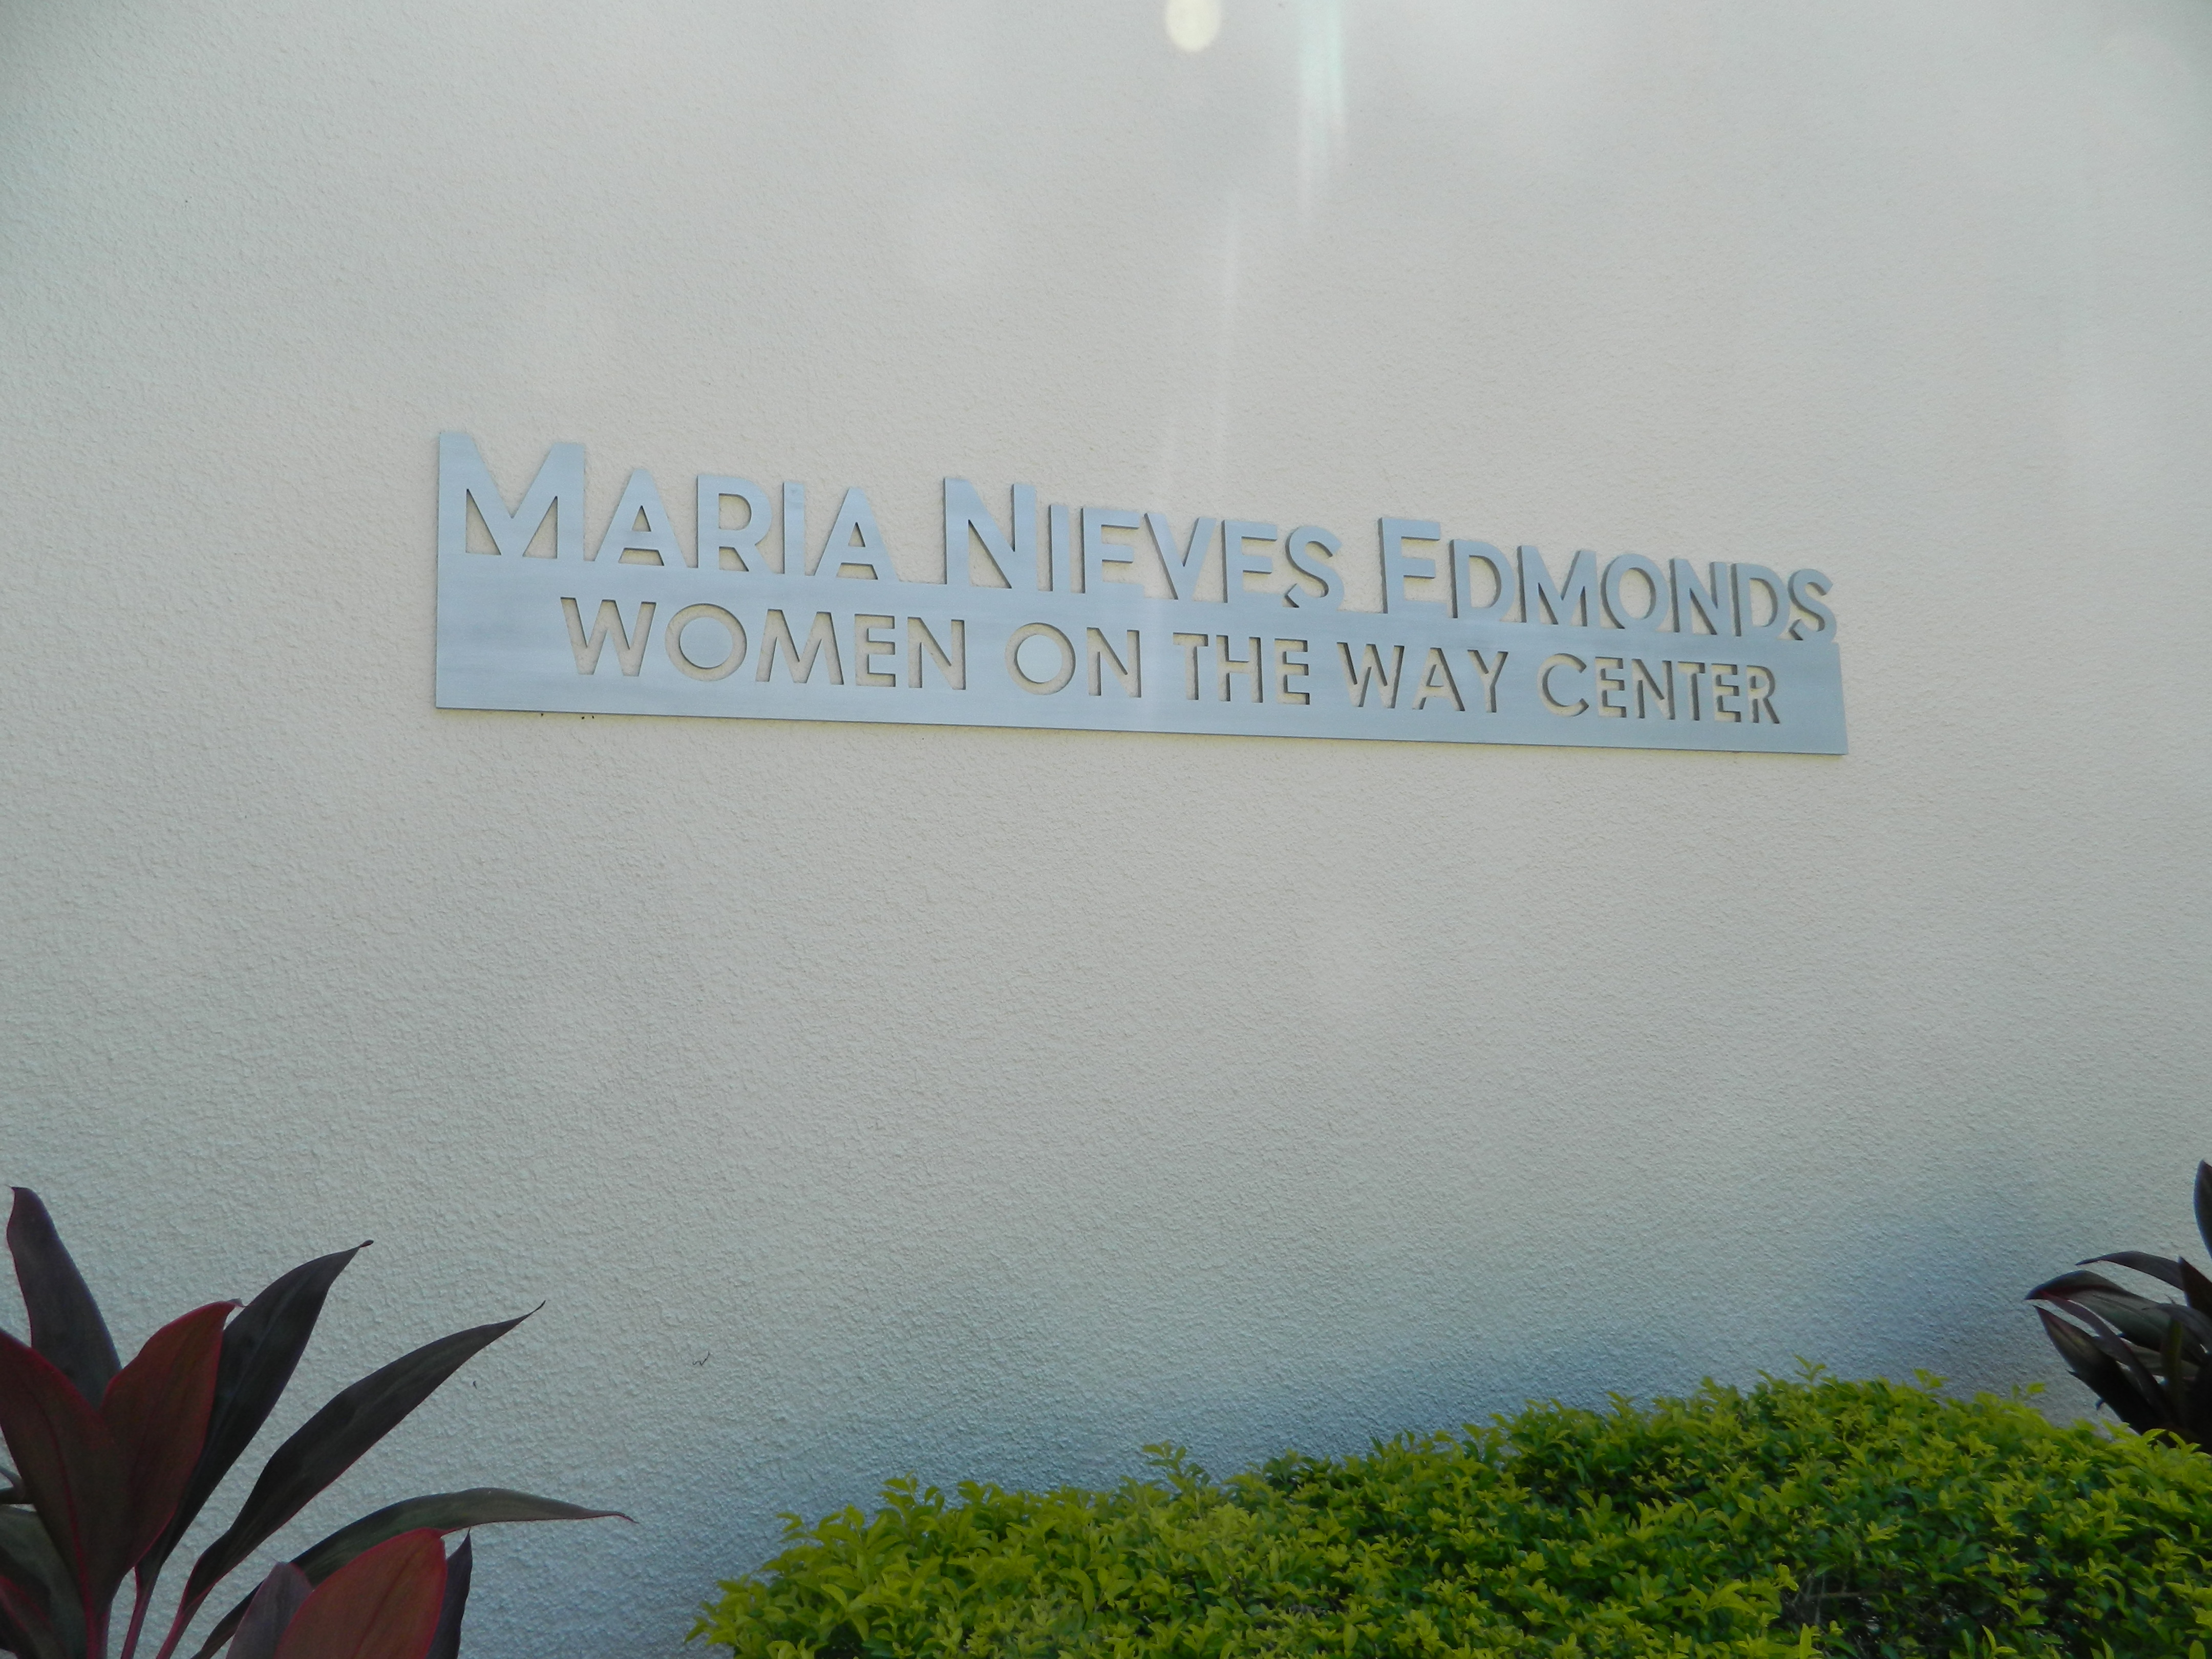 MARIA NIEVES EDMONDS
WOMEN ON THE WAY CENTER